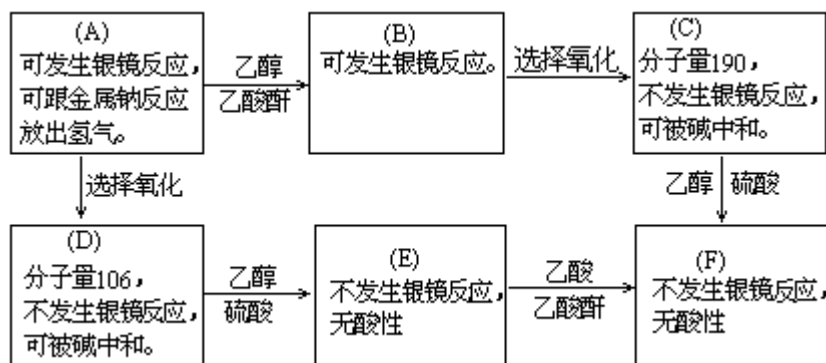 (A)
可发生银镜反应,
可跟金属钠反应
放出氢气。
乙醇
乙酸酐
(B)
可发生银镜反应。
选择氧化
(C)
分子量190,
不发生银镜反应,
可被碱中和。
选择氧化
乙醇 硫酸
(D)
分子量106,
不发生银镜反应,
可被碱中和。
乙醇
硫酸
(E)
不发生银镜反应,
无酸性
乙酸
乙酸酐
(F)
不发生银镜反应,
无酸性